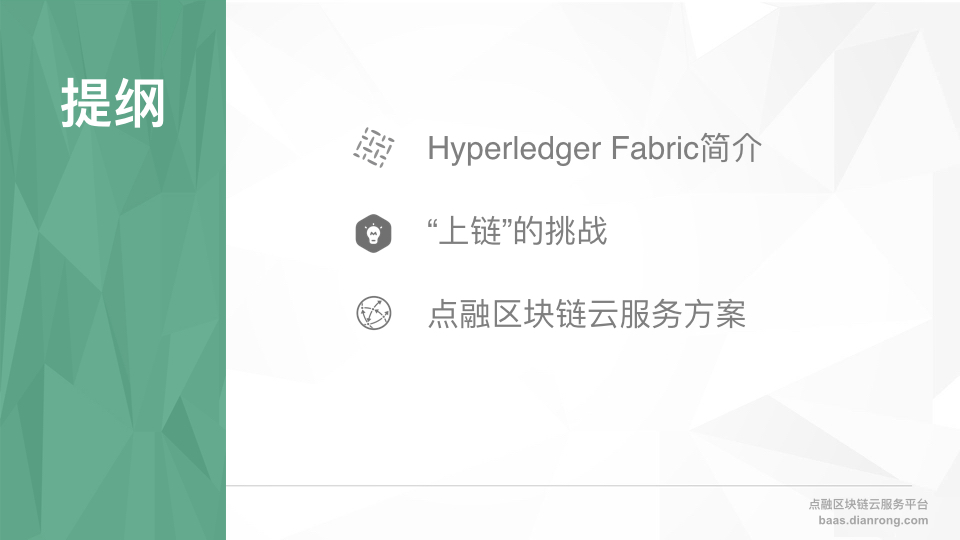 提纲
Hyperledger Fabric简介
“上链”的挑战
点融区块链云服务方案
点融区块链云服务平台
baas.dianrong.com